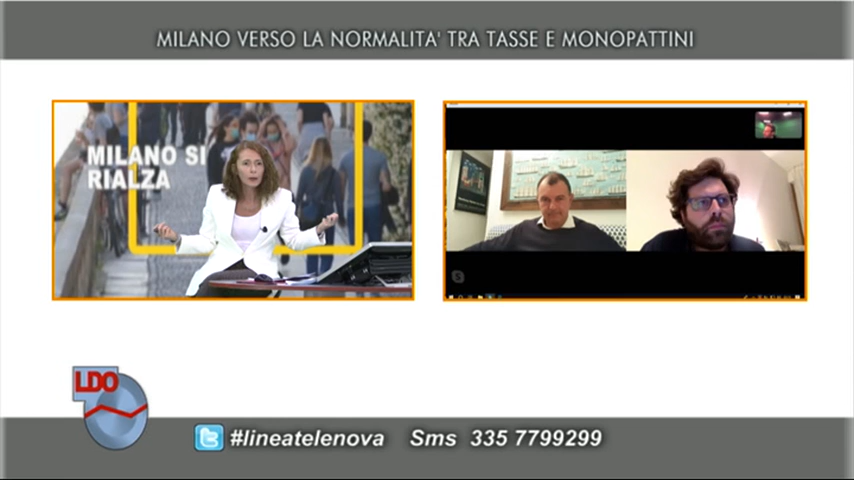 MILANO VERSO LA NORMALITA' TRA TASSE E MONOPATTINI
MILANO SI
RIALZA
LDO
#lineatelenova Sms 335 7799299